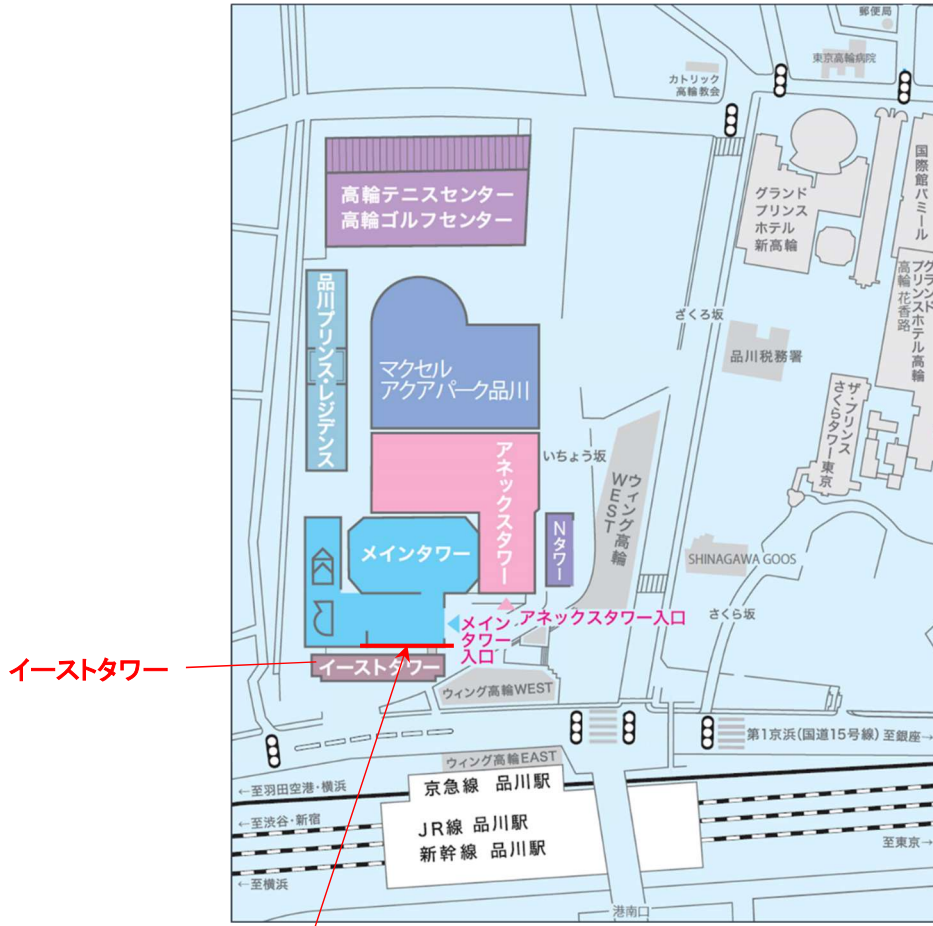 郵便局
東京高輪病院
カトリック
高輪教会
高輪テニスセンター
高輪ゴルフセンター
グランド
プリンス
ホテル
新高輪
国際館パミール
グランド
プリンスホテル高輪
高輪 花香路
品川プリンス・レジデンス
ざくろ坂
品川税務署
マクセル
アクアパーク品川
ザ・プリンス
さくらタワー東京
アネックスタワー
いちょう坂
ウィング高輪
WEST
メインタワー
Nタワー
SHINAGAWA GOOS
さくら坂
アネックスタワー入口
メイン
タワー
入口
イーストタワー
イーストタワー
ウィング高輪WEST
第1京浜(国道15号線) 至銀座→
ウィング高輪EAST
←至羽田空港・横浜
京急線 品川駅
←至渋谷・新宿
JR線 品川駅
新幹線 品川駅
至東京→
←至横浜
港南口